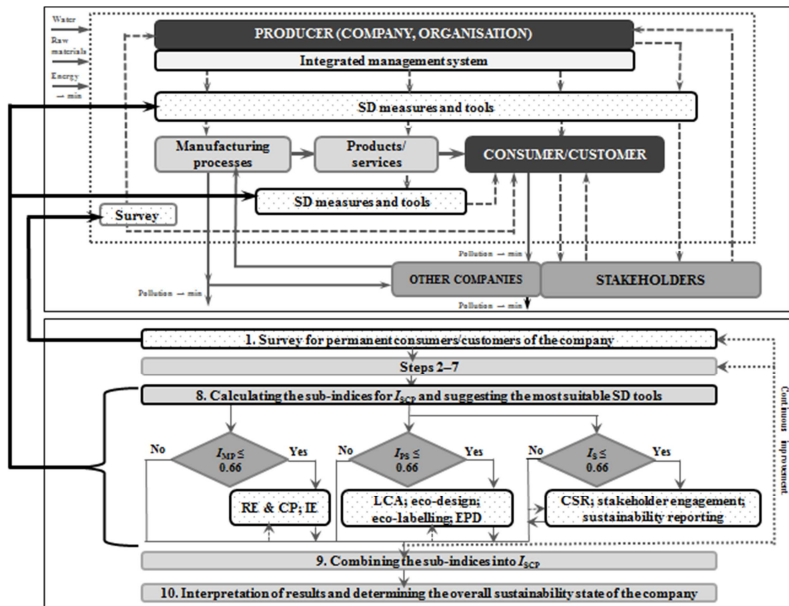 Water
Raw
materials
Energy
→ min
PRODUCER (COMPANY, ORGANISATION)
Integrated management system
SD measures and tools
Manufacturing
processes
Products/
services
CONSUMER/CUSTOMER
SD measures and tools
Survey
Pollution → min
OTHER COMPANIES
STAKEHOLDERS
Pollution → min
Pollution → min
1. Survey for permanent consumers/customers of the company
Steps 2–7
8. Calculating the sub-indices for I_SCP and suggesting the most suitable SD tools
No
I_MP ≤
0.66
Yes
No
I_PS ≤
0.66
Yes
No
I_S ≤
0.66
Yes
RE & CP; IE
LCA; eco-design;
eco-labelling; EPD
CSR; stakeholder engagement;
sustainability reporting
Continuous improvement
9. Combining the sub-indices into I_SCP
10. Interpretation of results and determining the overall sustainability state of the company